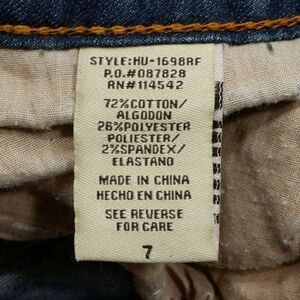 STYLE:HU-1698RF
P.O.#087828
RN#114542
72%COTTON/
ALGODON
26%POLYESTER
POLIESTER/
2%SPANDEX/
ELASTANO
MADE IN CHINA
HECHO EN CHINA
SEE REVERSE
FOR CARE
7